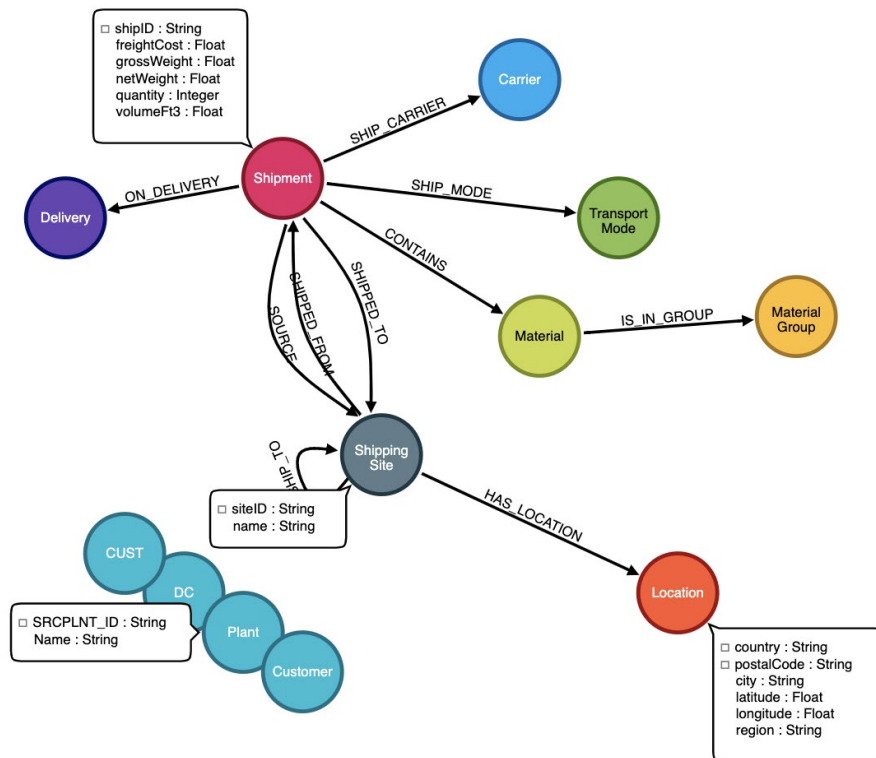 shipID : String
freightCost : Float
grossWeight : Float
netWeight : Float
quantity : Integer
volumeFt3 : Float
Carrier
SHIP_CARRIER
Shipment
ON_DELIVERY
SHIP_MODE
Delivery
Transport
Mode
CONTAINS
SHIPPED_TO
SHIPPED_FROM
SOURCE
Material
IS_IN_GROUP
Material
Group
Shipping
Site
SHIP_TO
siteID : String
name : String
HAS_LOCATION
CUST
DC
SRCPLNT_ID : String
Name : String
Plant
Customer
Location
country : String
postalCode : String
city : String
latitude : Float
longitude : Float
region : String